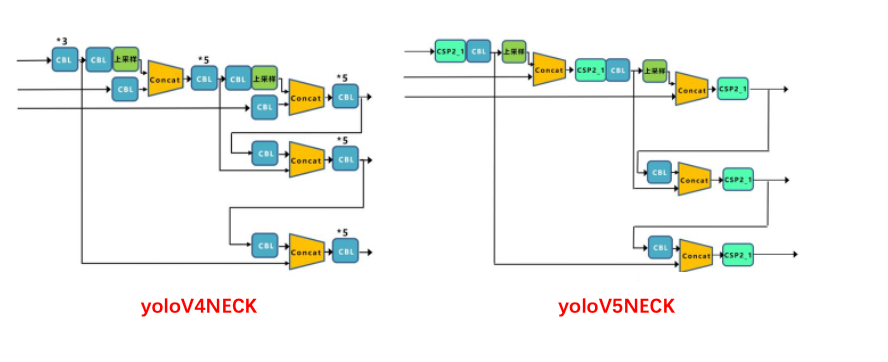 *3
CBL
CBL
上采样
CBL
Concat
*5
CBL
CBL
上采样
CBL
Concat
*5
CBL
CBL
Concat
*5
CBL
CBL
Concat
*5
CBL
yoloV4NECK
CSP2_1
CBL
上采样
Concat
CSP2_1
CBL
上采样
Concat
CSP2_1
CBL
Concat
CSP2_1
CBL
Concat
CSP2_1
yoloV5NECK